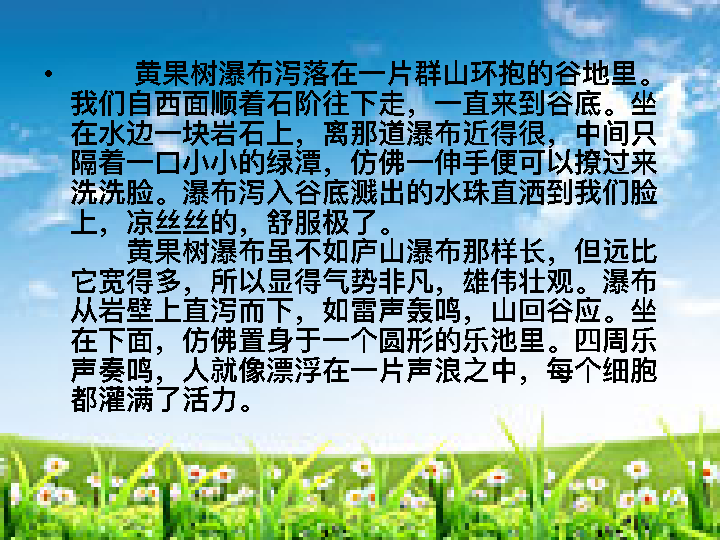 • 黄果树瀑布泻落在一片群山环抱的谷地里。
我们自西面顺着石阶往下走，一直来到谷底。坐
在水边一块岩石上，离那道瀑布近得很，中间只
隔着一口小小的绿潭，仿佛一伸手便可以撩过来
洗洗脸。瀑布泻入谷底溅出的水珠直洒到我们脸
上，凉丝丝的，舒服极了。
黄果树瀑布虽不如庐山瀑布那样长，但远比
它宽得多，所以显得气势非凡，雄伟壮观。瀑布
从岩壁上直泻而下，如雷声轰鸣，山回谷应。坐
在下面，仿佛置身于一个圆形的乐池里。四周乐
声奏鸣，人就像漂浮在一片声浪之中，每个细胞
都灌满了活力。